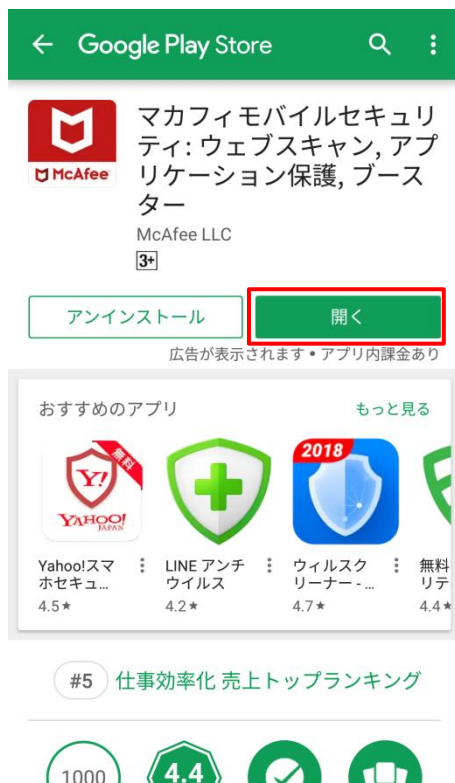 Google Play Store
マカフィモバイルセキュリ
ティ: ウェブスキャン, アプ
リケーション保護, ブース
ター
McAfee
McAfee LLC
3+
アンインストール
開く
広告が表示されます • アプリ内課金あり
おすすめのアプリ
もっと見る
無料
Y!
YAHOO!
JAPAN
2018
Yahoo!スマ
ホセキュ...
4.5★
LINE アンチ
ウイルス
4.2★
ウィルスク
リーナー - ...
4.7★
無料
リテ
4.4★
#5 仕事効率化 売上トップランキング
1000
4.4